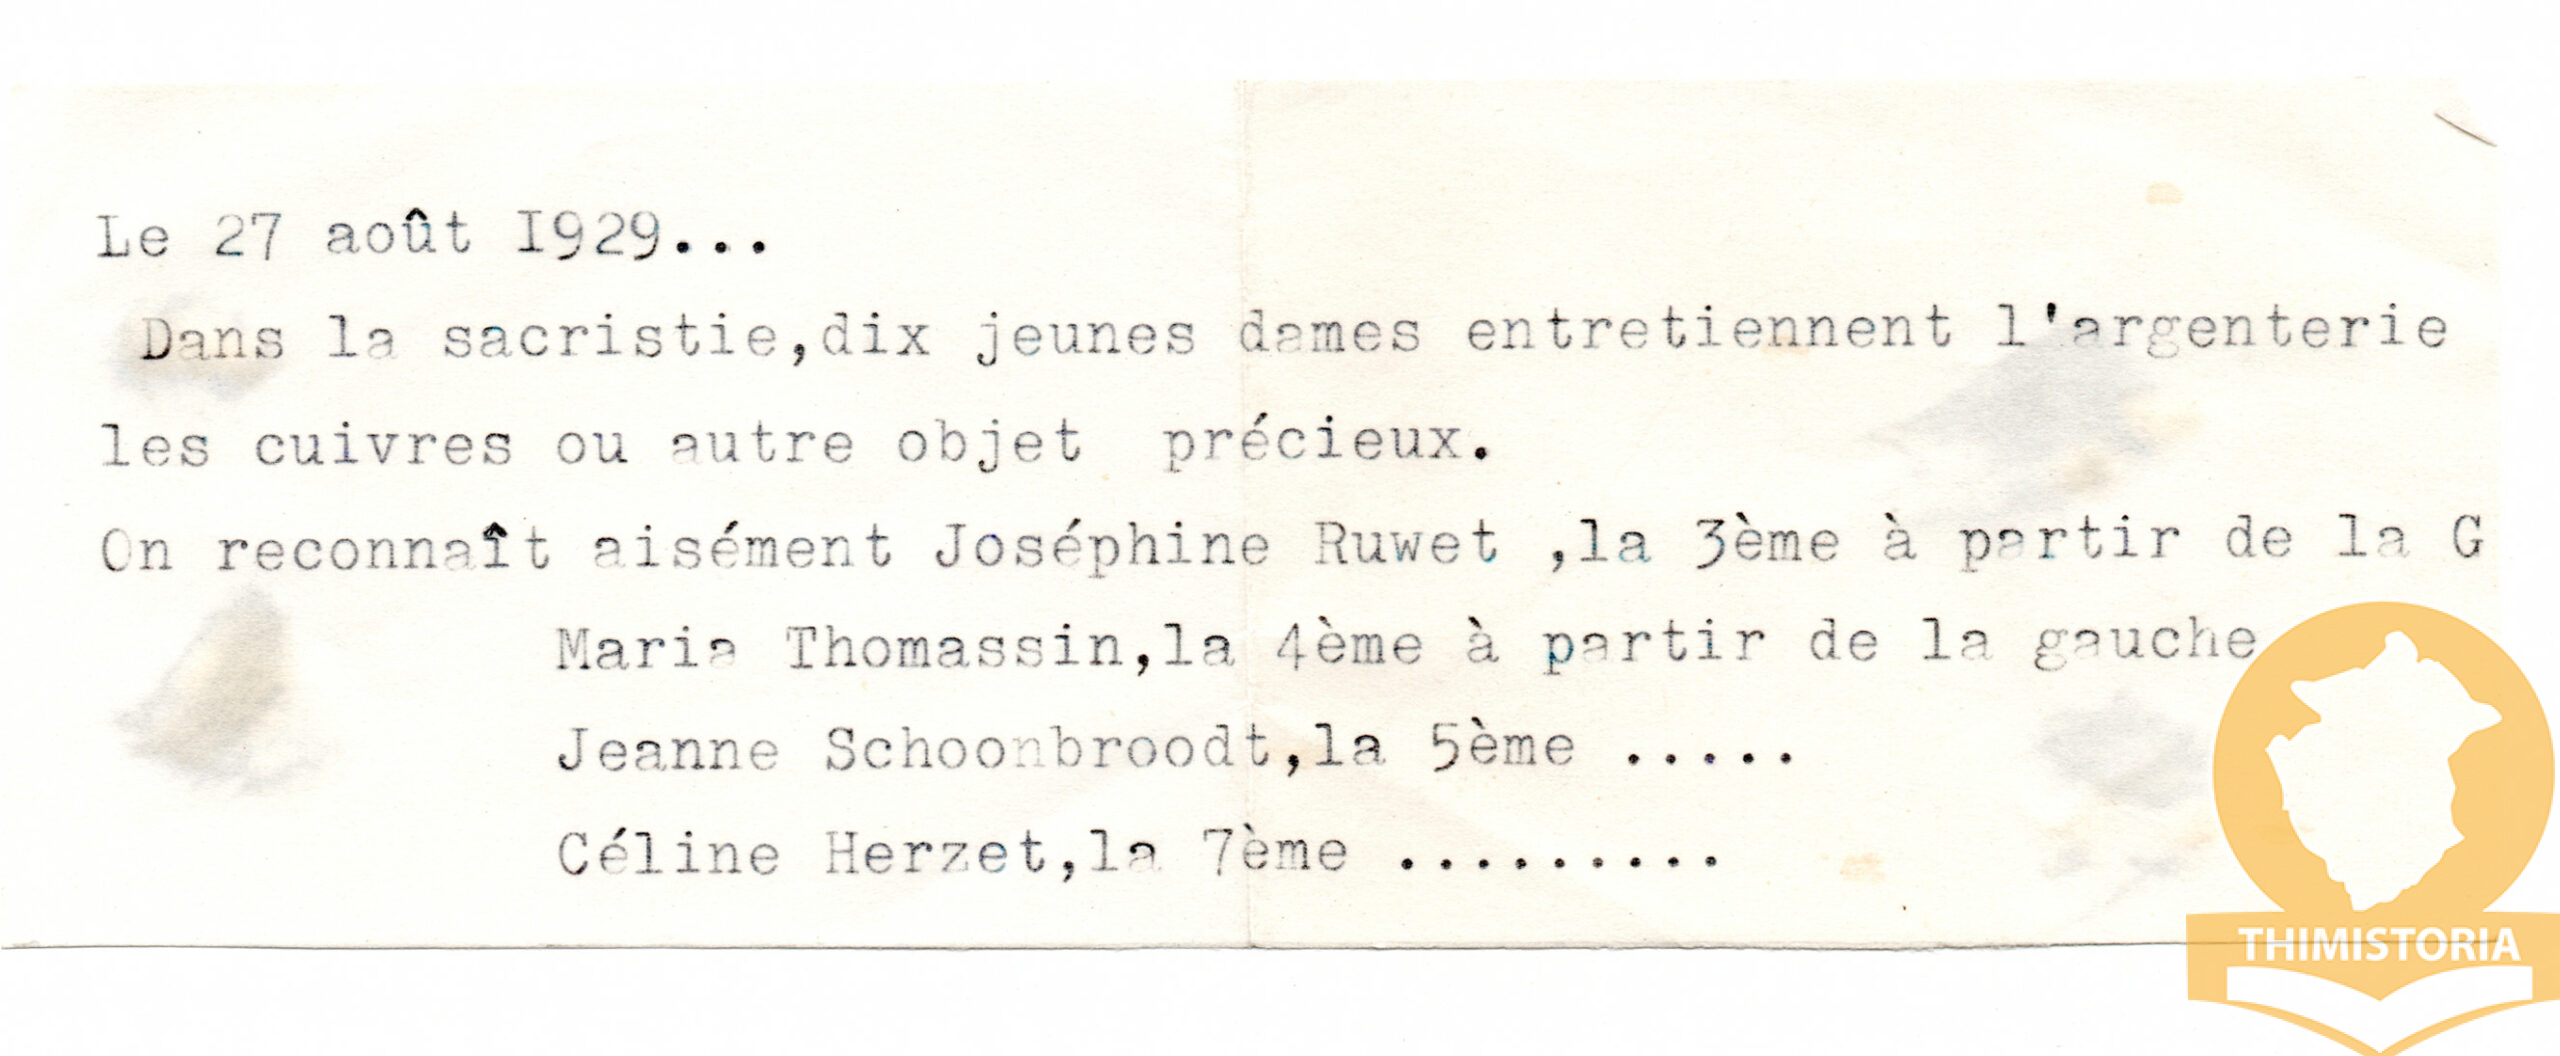 Le 27 août I929...
Dans la sacristie,dix jeunes dames entretiennent l'argenterie
les cuivres ou autre objet  précieux.
On reconnaît aisément Joséphine Ruwet ,la 3ème à partir de la G
Maria Thomassin,la 4ème à partir de la gauche
Jeanne Schoonbroodt,la 5ème .....
Céline Herzet,la 7ème .........
THIMISTORIA